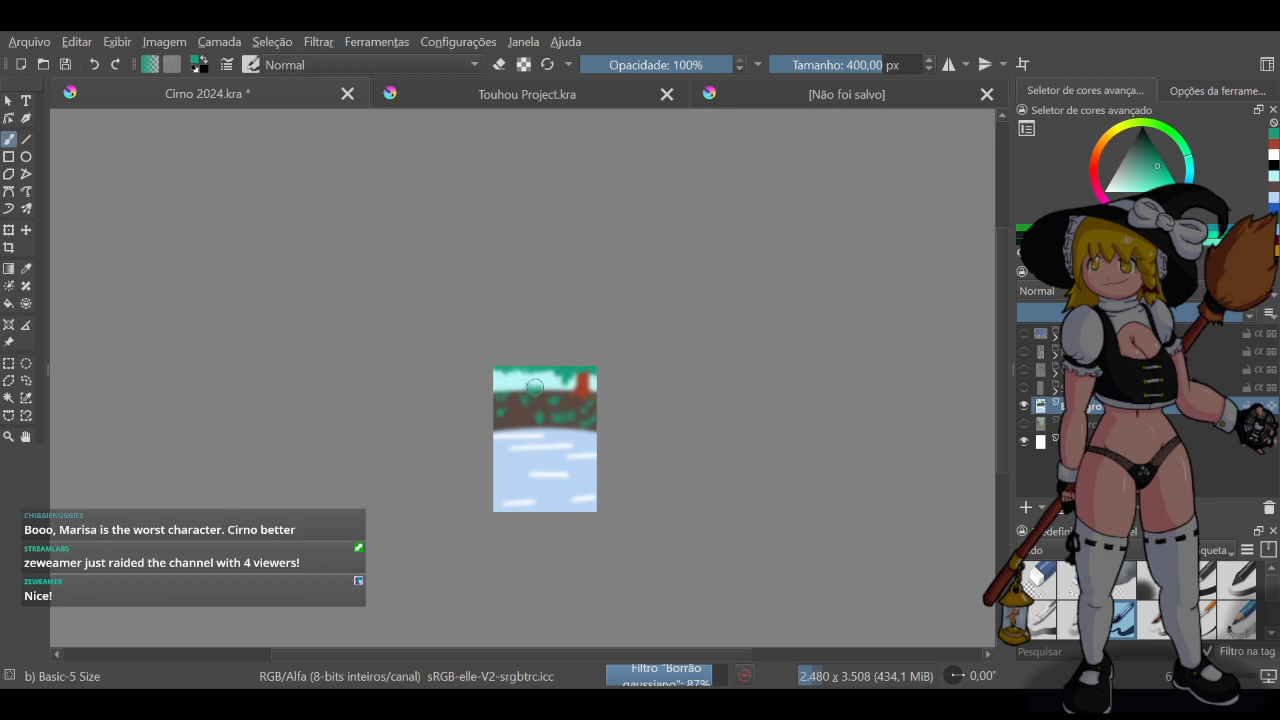 Arquivo Editar Exibir Imagem Camada Seleção Filtrar Ferramentas Configurações Janela Ajuda
Normal Opacidade: 100% Tamanho: 400,00 px
Cirno 2024.kra * Touhou Project.kra [Não foi salvo]
Seletor de cores avança... Opções da ferrame...
Seletor de cores avançado
Normal
CHIGGIENUGGIES
Booo, Marisa is the worst character. Cirno better
STREAMLABS
zeweamer just raided the channel with 4 viewers!
ZEWEAMER
Nice!
Pesquisar Filtro na tag
b) Basic-5 Size RGB/Alfa (8-bits inteiros/canal) sRGB-elle-V2-srgbtrc.icc Filtro "Borrão gaussiano": 87% 2.480 x 3.508 (434,1 MiB) 0,00°